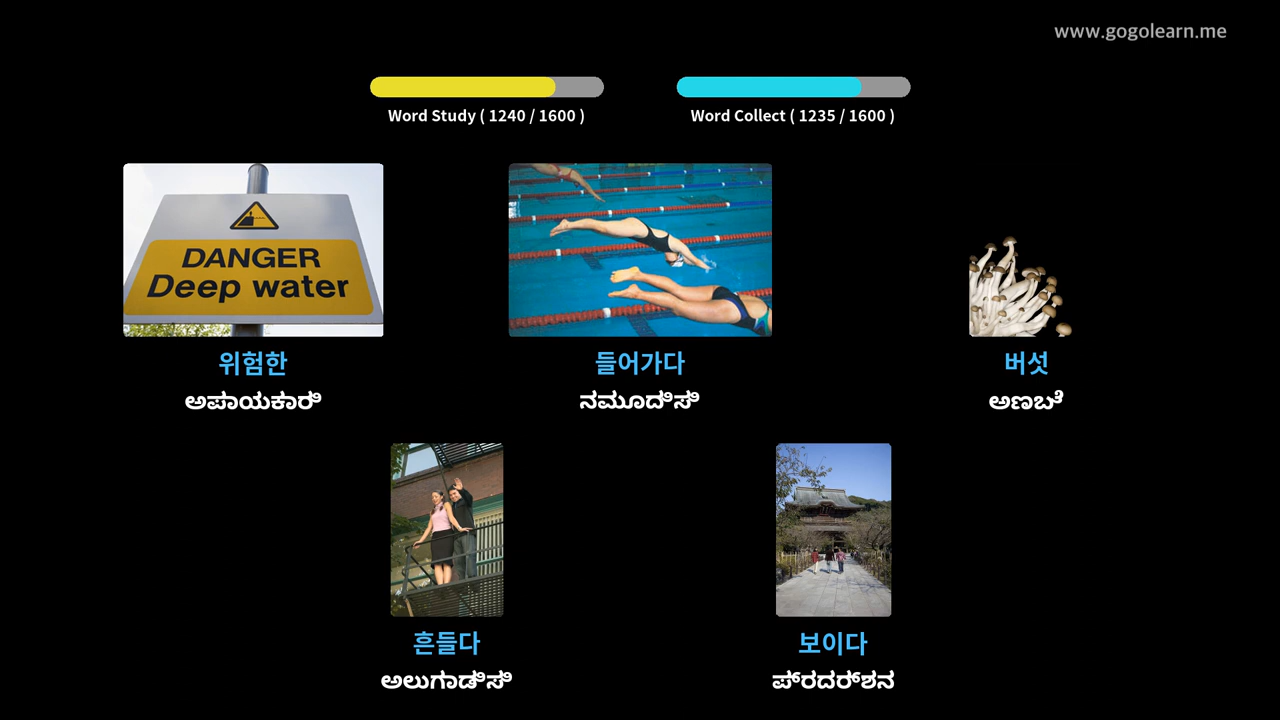 www.gogolearn.me
Word Study ( 1240 / 1600 )
Word Collect ( 1235 / 1600 )
DANGER
Deep water
위험한
들어가다
버섯
ಅಪಾಯಕಾರಿ
ನಮೂದಿಸಿ
ಅಣಬೆ
흔들다
보이다
ಅಲುಗಾಡಿಸಿ
ಪ್ರದರ್ಶನ